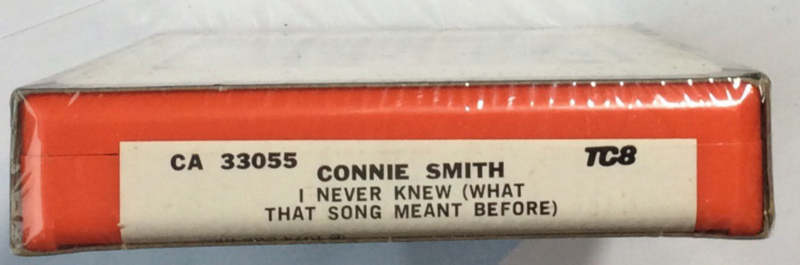 CA 33055 CONNIE SMITH TC8
I NEVER KNEW (WHAT
THAT SONG MEANT BEFORE)